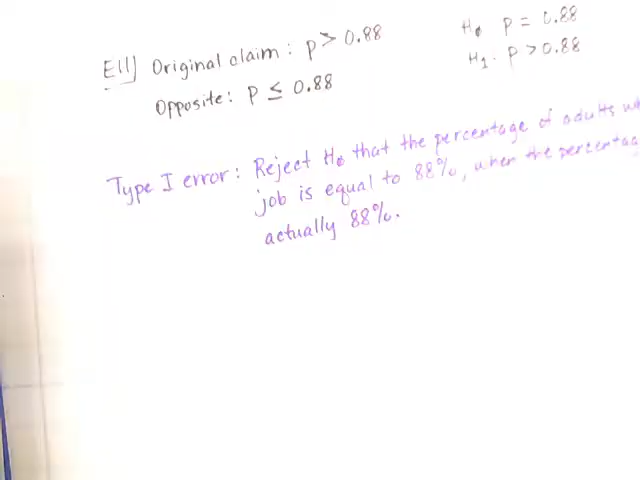 E11] Original claim: p > 0.88
H0 p = 0.88
Opposite: p ≤ 0.88
H1: p > 0.88
Type I error: Reject H0 that the percentage of adults
job is equal to 88%, when the
actually 88%.